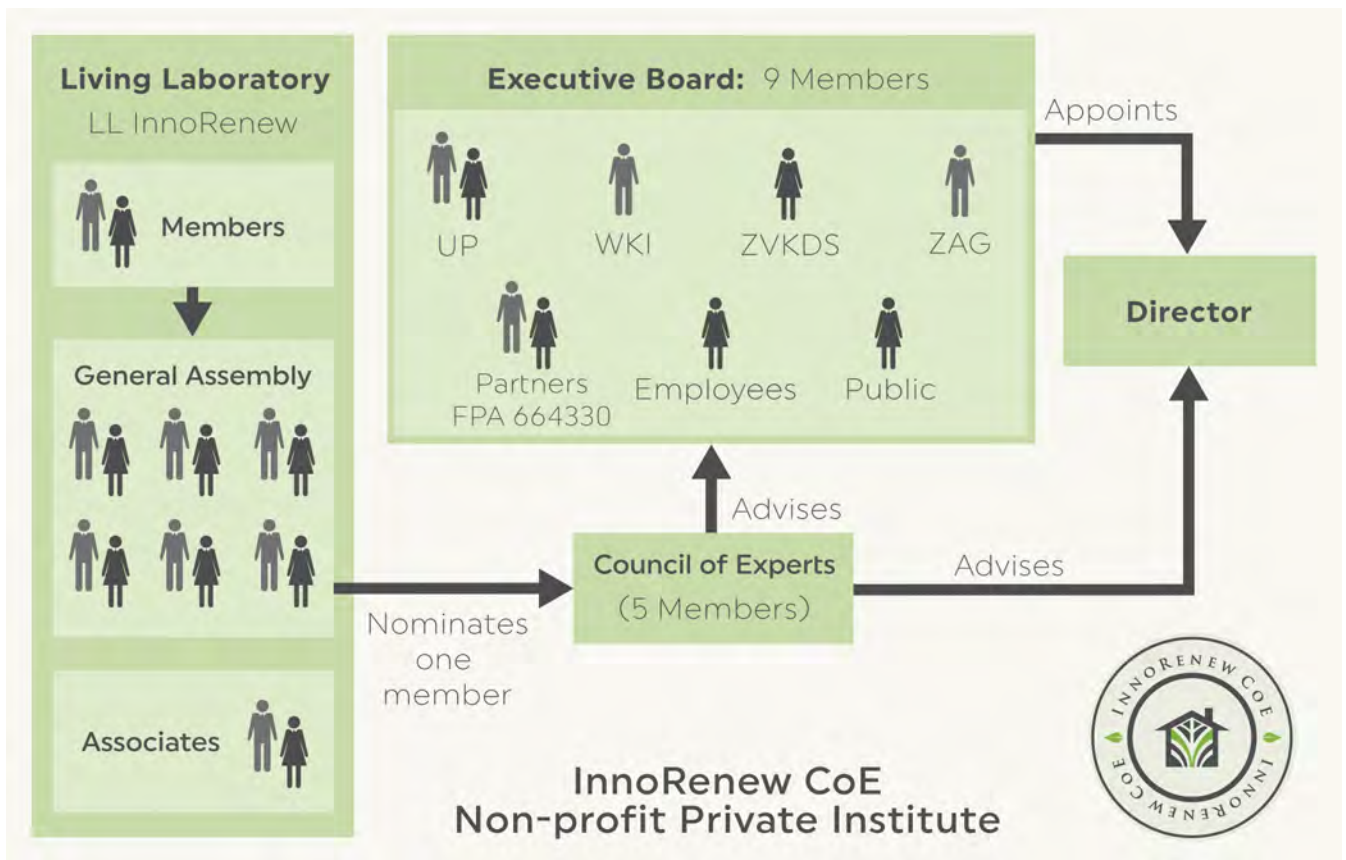 Living Laboratory
LL InnoRenew
Members
General Assembly
Associates
Executive Board: 9 Members
UP
WKI
ZVKDS
ZAG
Partners
FPA 664330
Employees
Public
Appoints
Director
Advises
Council of Experts
(5 Members)
Advises
Nominates
one
member
InnoRenew CoE
Non-profit Private Institute
INNORENEW COE
INNORENEW COE